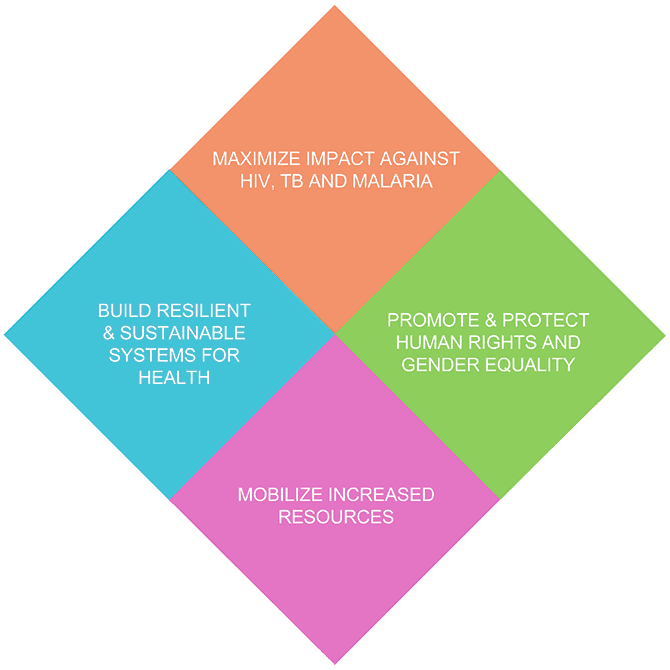 MAXIMIZE IMPACT AGAINST
HIV, TB AND MALARIA
BUILD RESILIENT
& SUSTAINABLE
SYSTEMS FOR
HEALTH
PROMOTE & PROTECT
HUMAN RIGHTS AND
GENDER EQUALITY
MOBILIZE INCREASED
RESOURCES